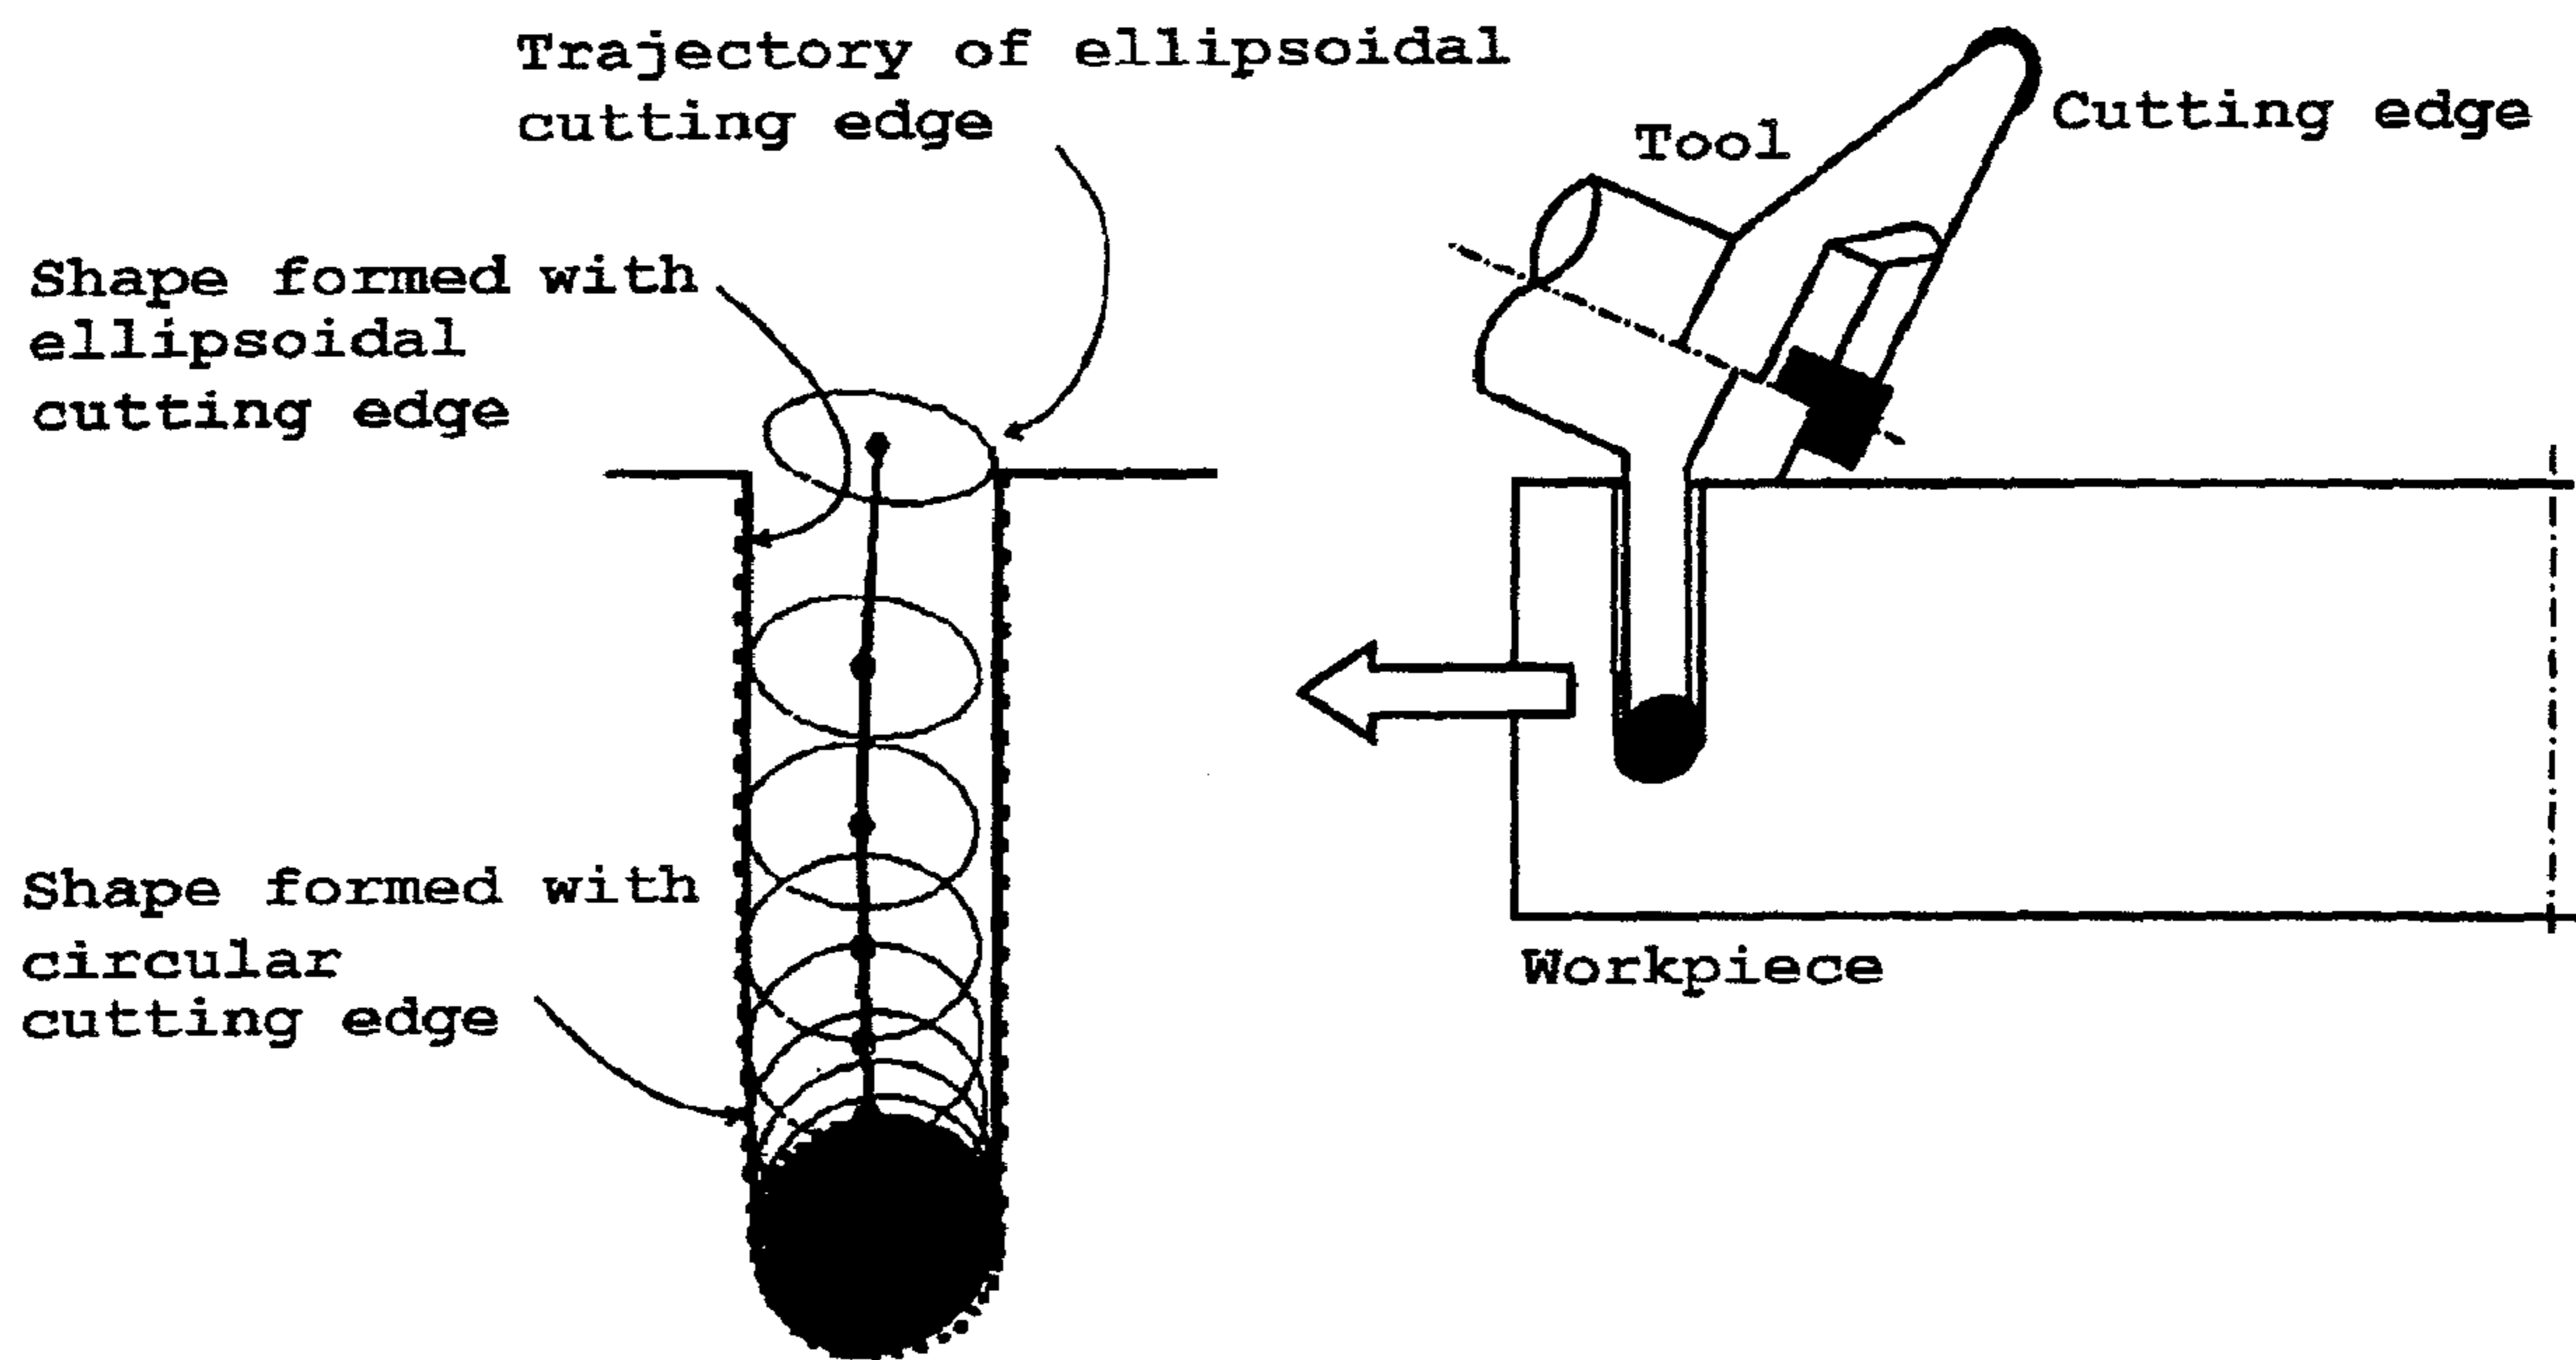 Trajectory of ellipsoidal
cutting edge
Shape formed with
ellipsoidal
cutting edge
Shape formed with
circular
cutting edge
Tool
Cutting edge
Workpiece